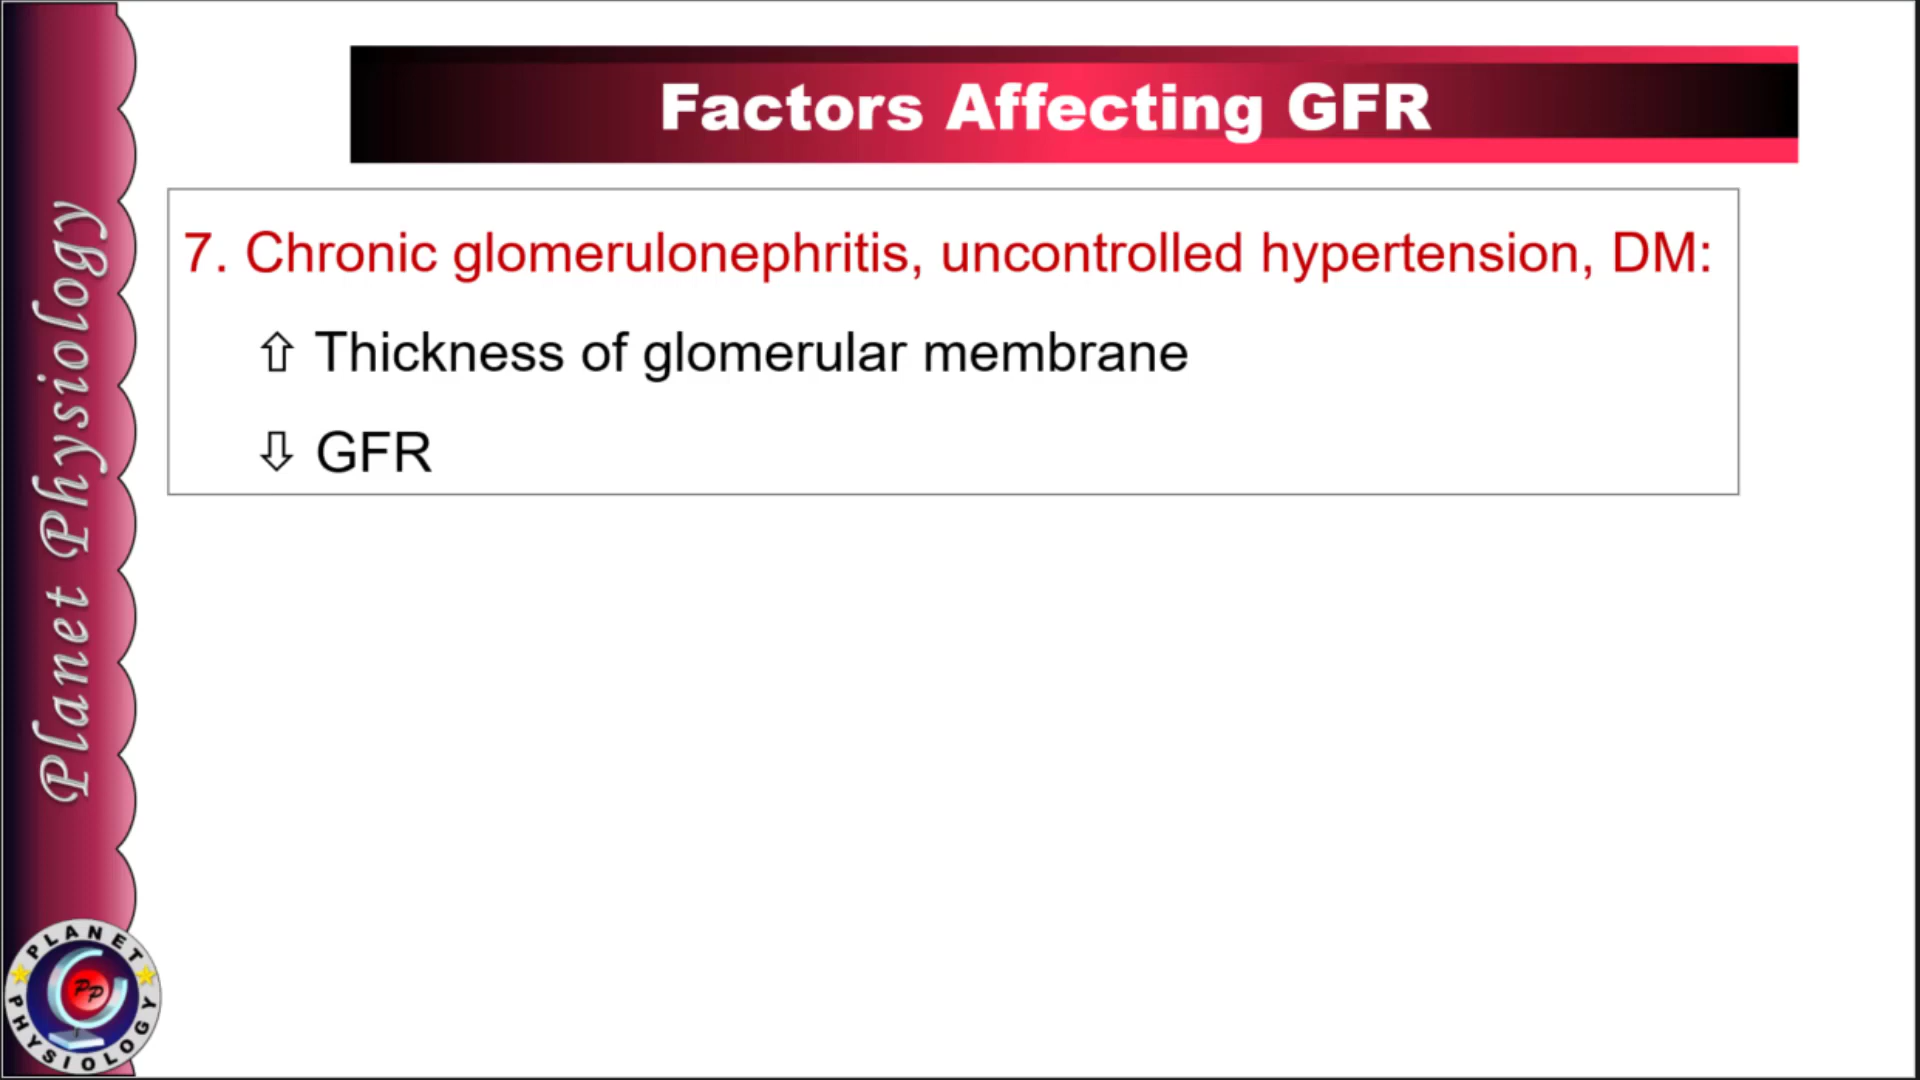 Factors Affecting GFR
7. Chronic glomerulonephritis, uncontrolled hypertension, DM:
⇧ Thickness of glomerular membrane
⇩ GFR
Planet Physiology
PLANET
PP
PHYSIOLOGY